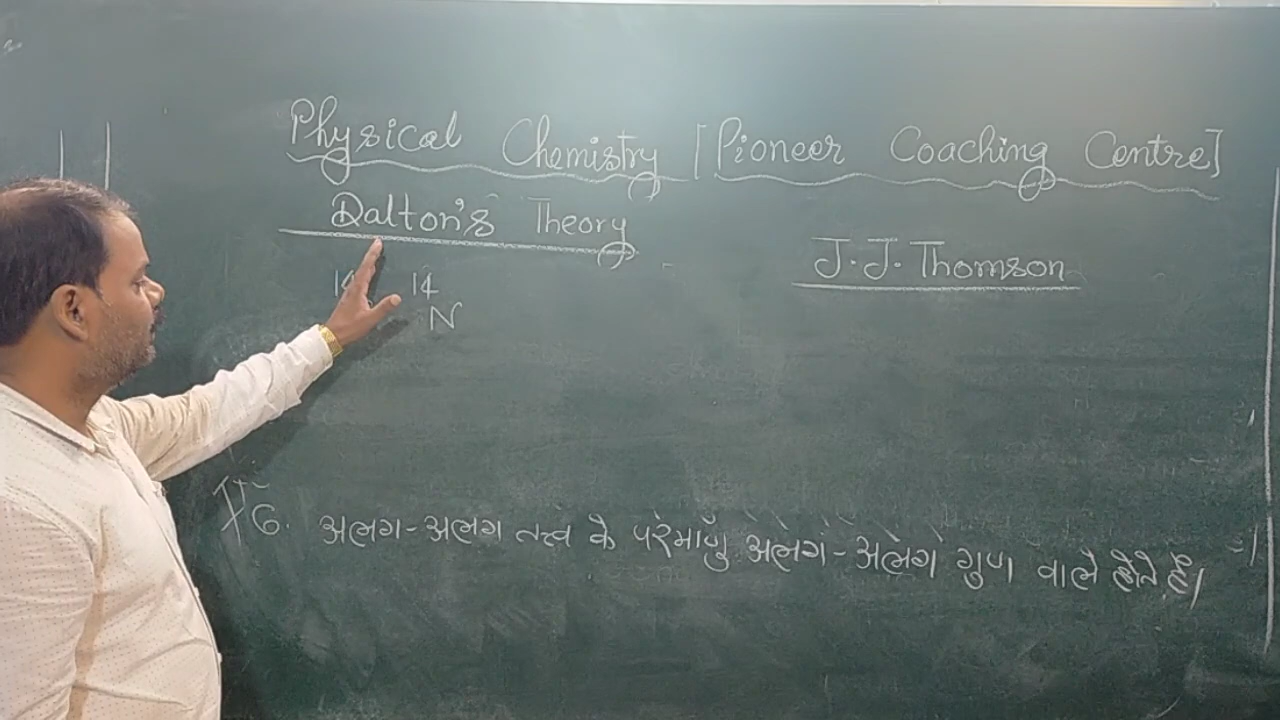 Physical Chemistry [Pioneer Coaching Centre]
Dalton's Theory
J. J. Thomson
14 14
N
6. अलग-अलग तत्त्व के परमाणु अलग-अलग गुण वाले होते है।